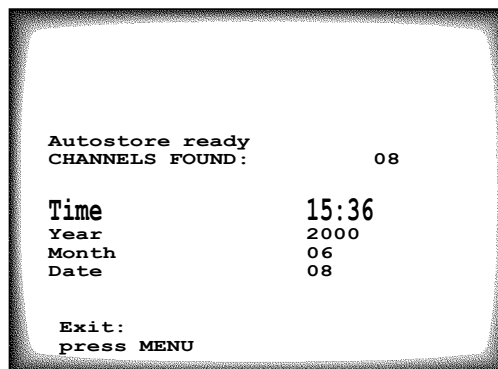 Autostore ready
CHANNELS FOUND: 08
Time 15:36
Year 2000
Month 06
Date 08
Exit:
press MENU